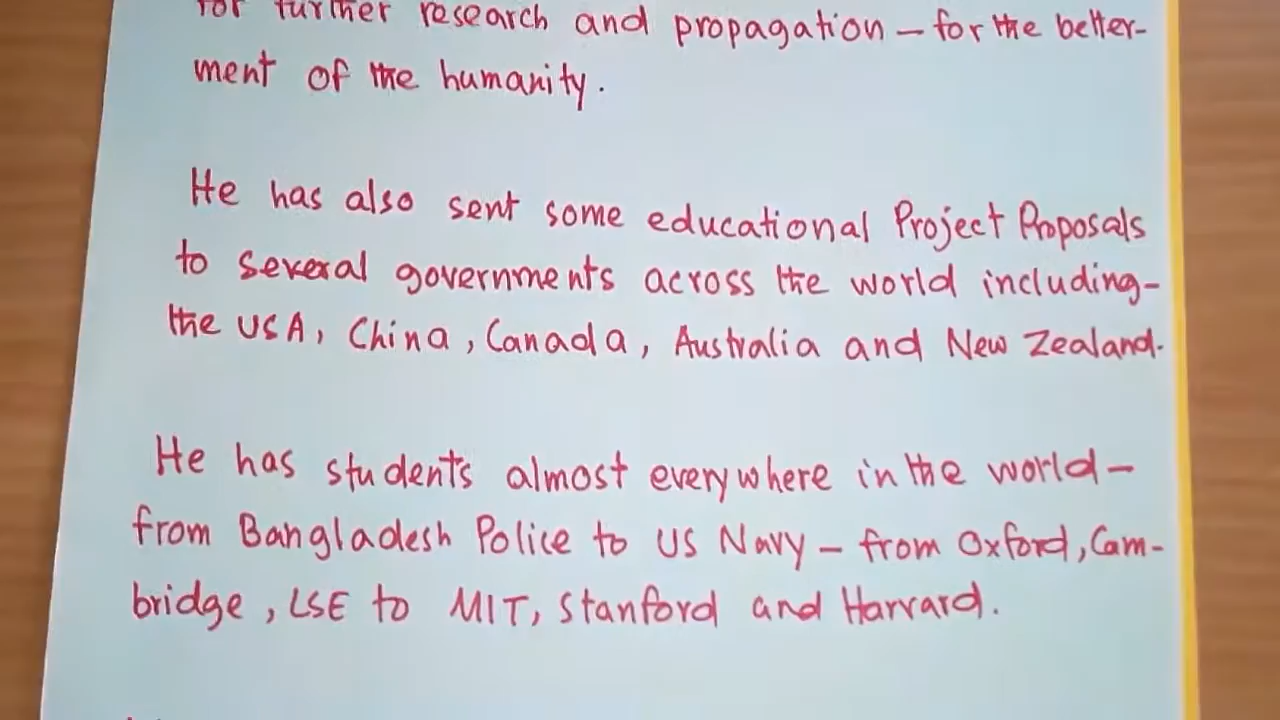 for further research and propagation – for the better-
ment of the humanity.
He has also sent some educational Project Proposals
to several governments across the world including-
the USA, China, Canada, Australia and New Zealand.
He has students almost everywhere in the world –
from Bangladesh Police to US Navy – from Oxford, Cam-
bridge, LSE to MIT, Stanford and Harvard.